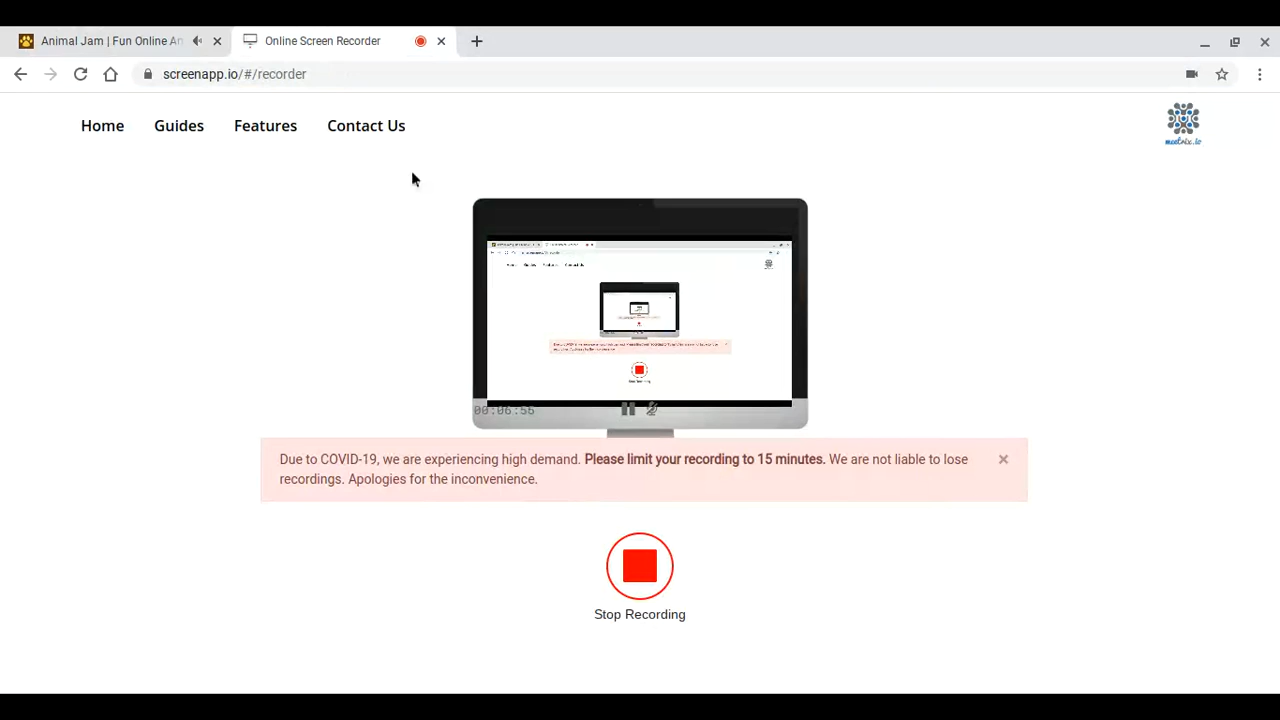 Animal Jam | Fun Online An
Online Screen Recorder
screenapp.io/#/recorder
Home Guides Features Contact Us
meetrix.io
00:06:56
Due to COVID-19, we are experiencing high demand. Please limit your recording to 15 minutes. We are not liable to lose
recordings. Apologies for the inconvenience.
Stop Recording